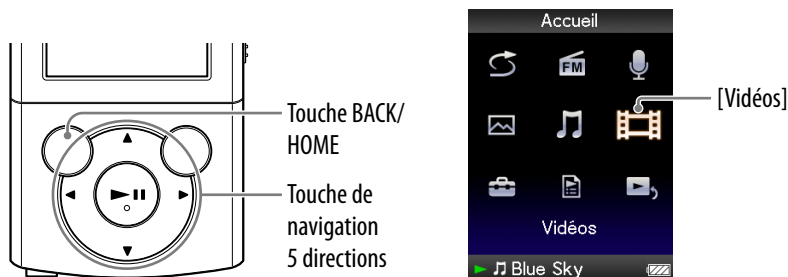 Touche BACK/
HOME
Touche de
navigation
5 directions
Accueil
FM
[Vidéos]
Vidéos
Blue Sky